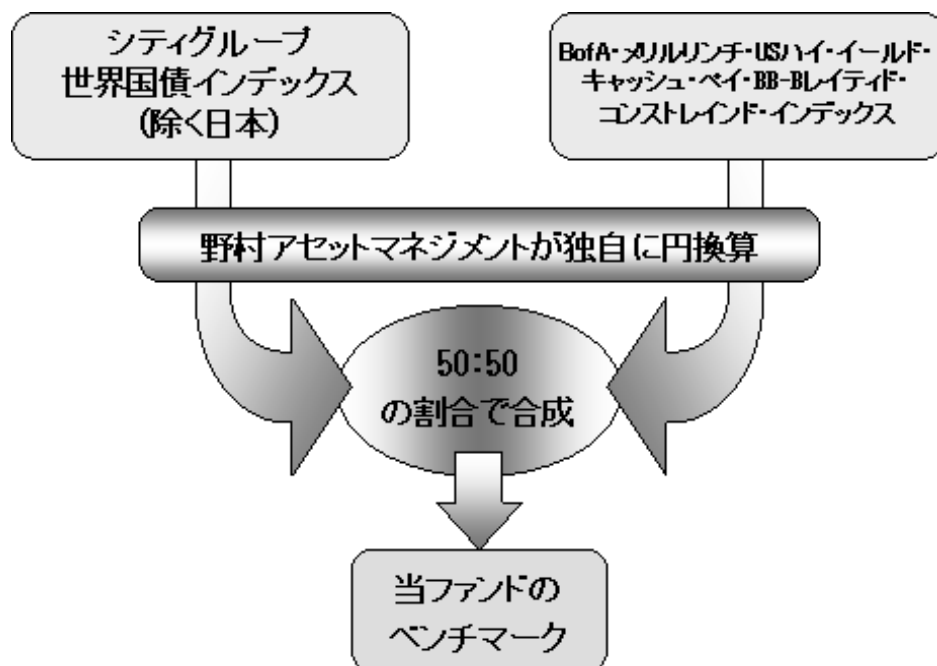 シティグループ
世界国債インデックス
(除く日本)
BofA・メリルリンチ・USハイ・イールド・
キャッシュ・ペイ・BB-Bレイティド・
コンストレインド・インデックス
野村アセットマネジメントが独自に円換算
50:50
の割合で合成
当ファンドの
ベンチマーク